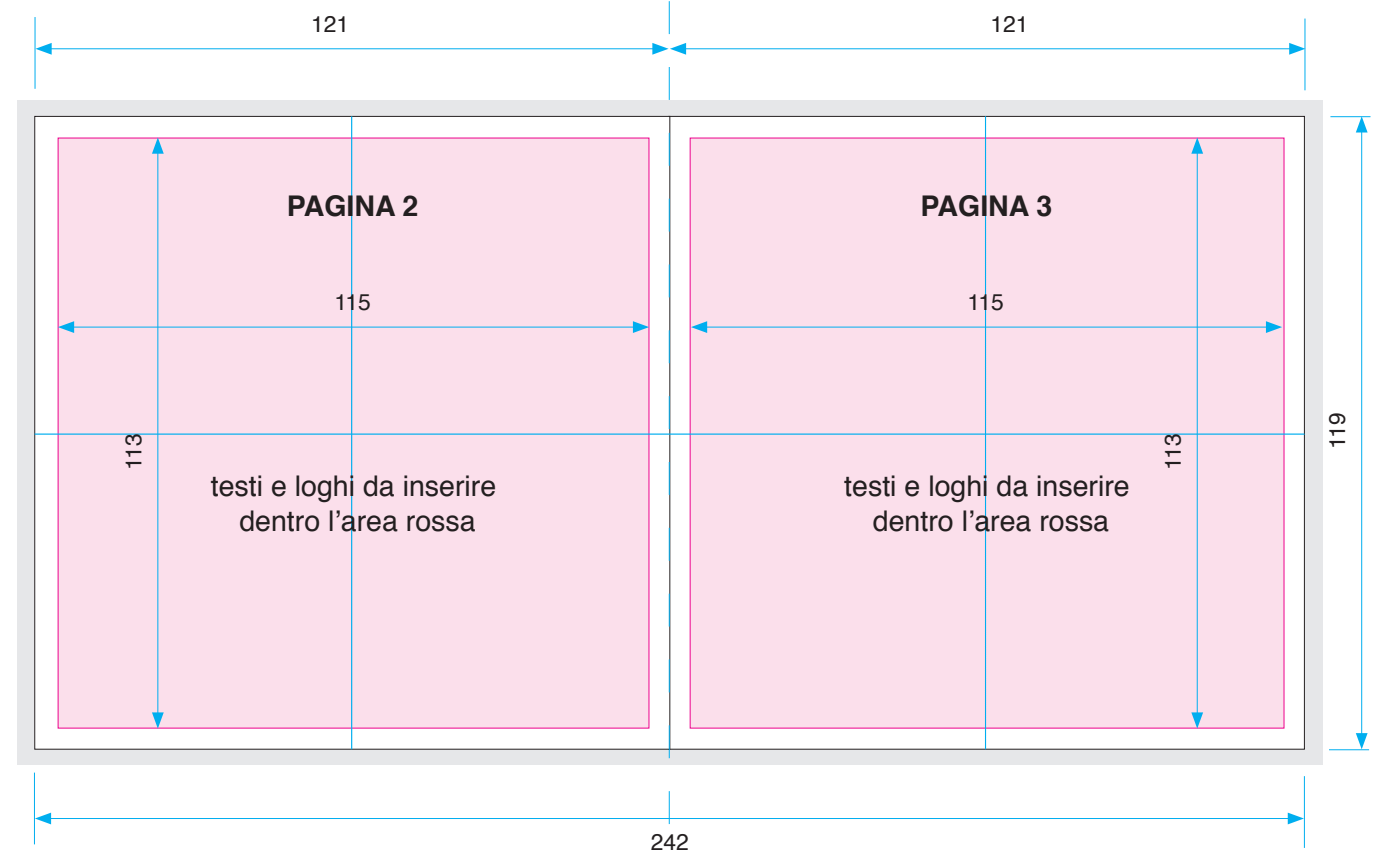 121
121
PAGINA 2
PAGINA 3
115
115
113
113
119
testi e loghi da inserire
dentro l’area rossa
testi e loghi da inserire
dentro l’area rossa
242